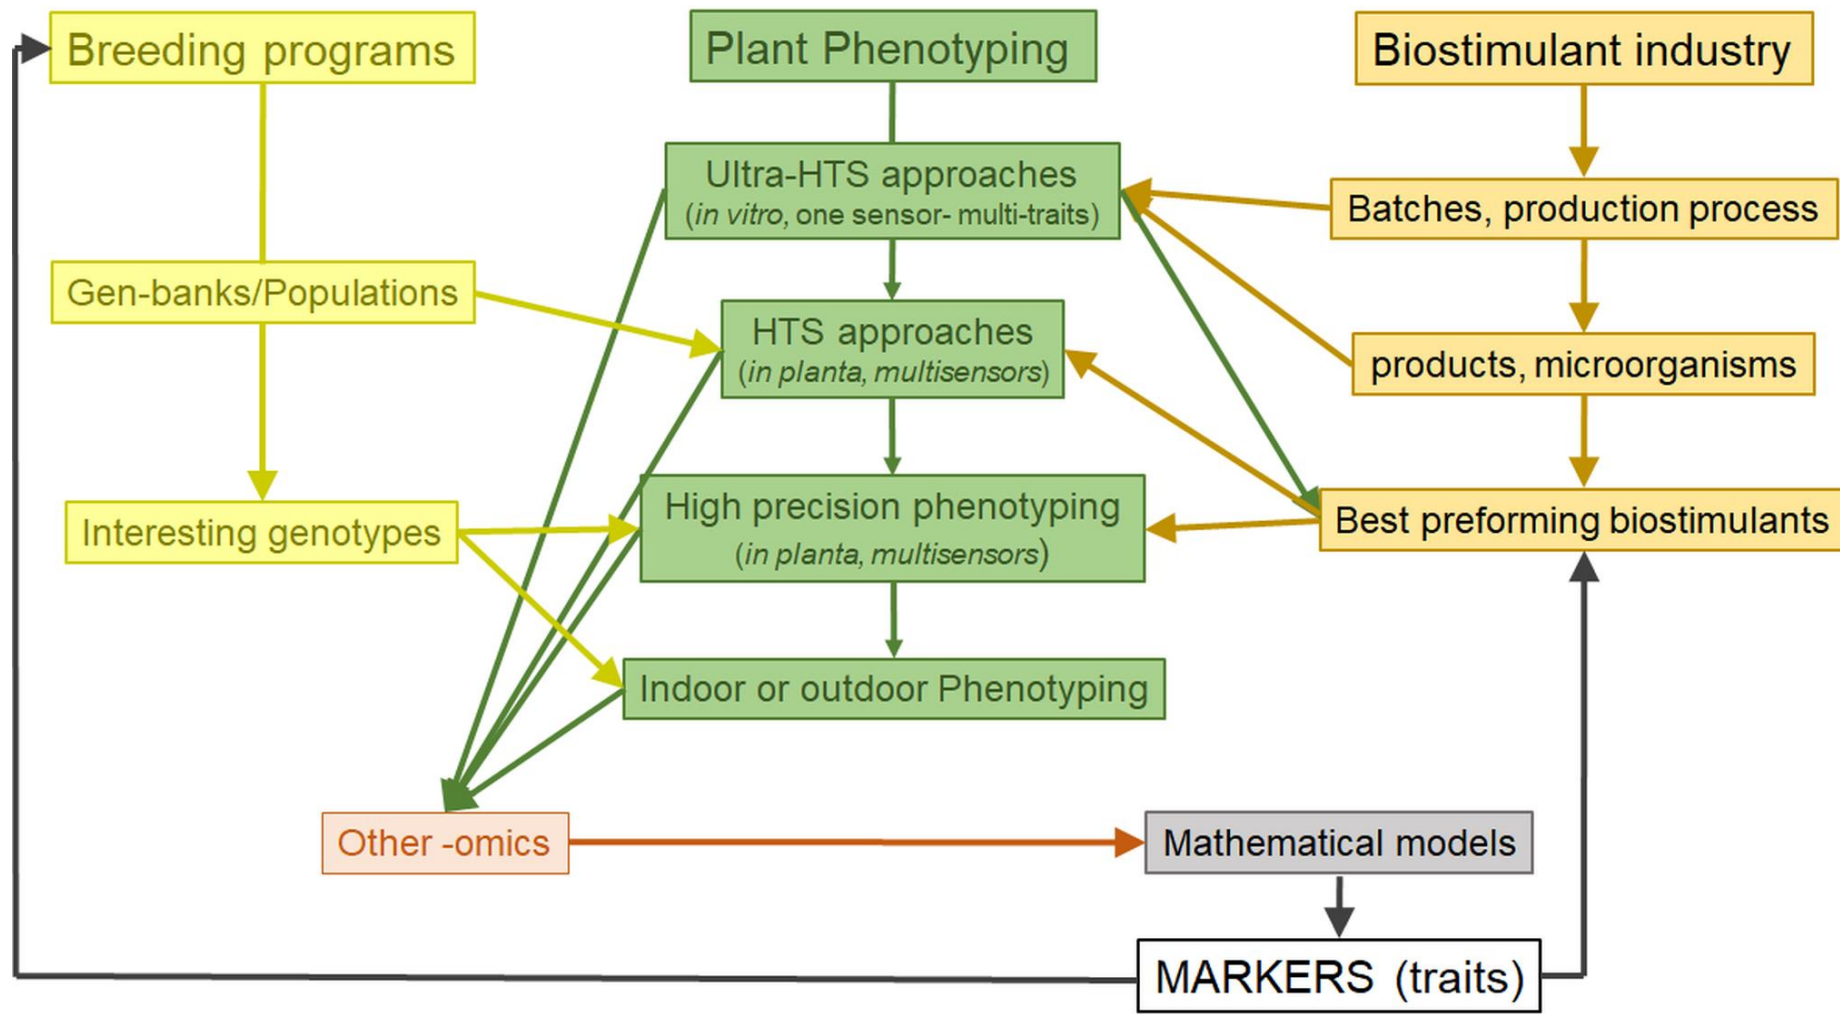 Breeding programs
Plant Phenotyping
Biostimulant industry
Ultra-HTS approaches
(in vitro, one sensor- multi-traits)
Batches, production process
Gen-banks/Populations
HTS approaches
(in planta, multisensors)
products, microorganisms
Interesting genotypes
High precision phenotyping
(in planta, multisensors)
Best preforming biostimulants
Indoor or outdoor Phenotyping
Other -omics
Mathematical models
MARKERS (traits)